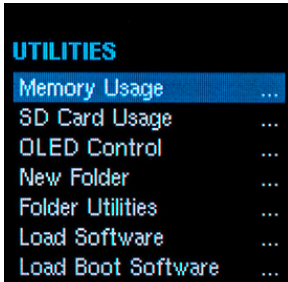 UTILITIES
Memory Usage ...
SD Card Usage ...
OLED Control ...
New Folder ...
Folder Utilities ...
Load Software ...
Load Boot Software ...